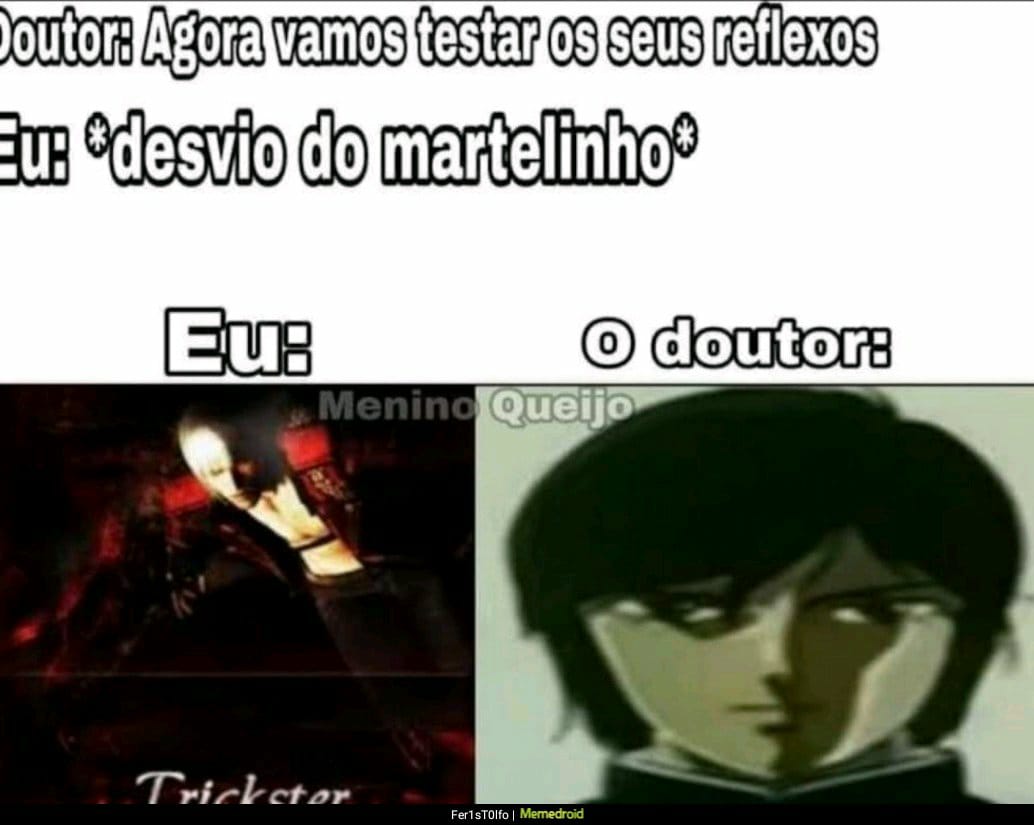 Doutor: Agora vamos testar os seus reflexos
Eu: *desvio do martelinho*
Eu:
O doutor:
Menino Queijo
Trickster
Fer1sT0lfo | Memedroid